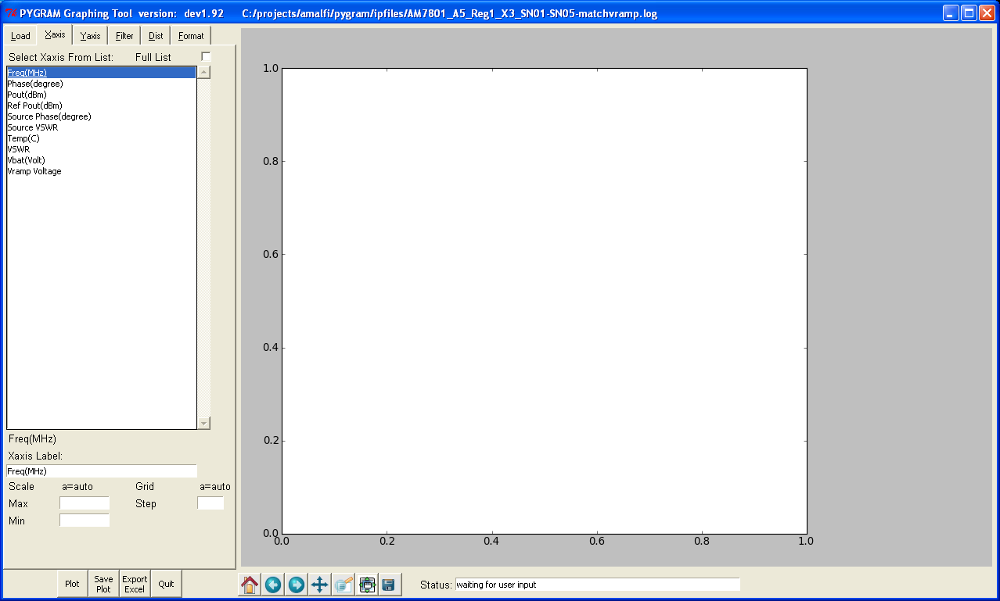 PYGRAM Graphing Tool version: dev1.92 C:/projects/amalfi/pygram/ipfiles/AM7801_A5_Reg1_X3_SN01-SN05-matchvramp.log
Load Xaxis Yaxis Filter Dist Format
Select Xaxis From List: Full List
Freq(MHz)
Phase(degree)
Pout(dBm)
Ref Pout(dBm)
Source Phase(degree)
Source VSWR
Temp(C)
VSWR
Vbat(Volt)
Vramp Voltage
Freq(MHz)
Xaxis Label:
Freq(MHz)
Scale a=auto Grid a=auto
Max Step
Min
Plot Save Plot Export Excel Quit
1.0
0.8
0.6
0.4
0.2
0.0
0.0 0.2 0.4 0.6 0.8 1.0
Status: waiting for user input